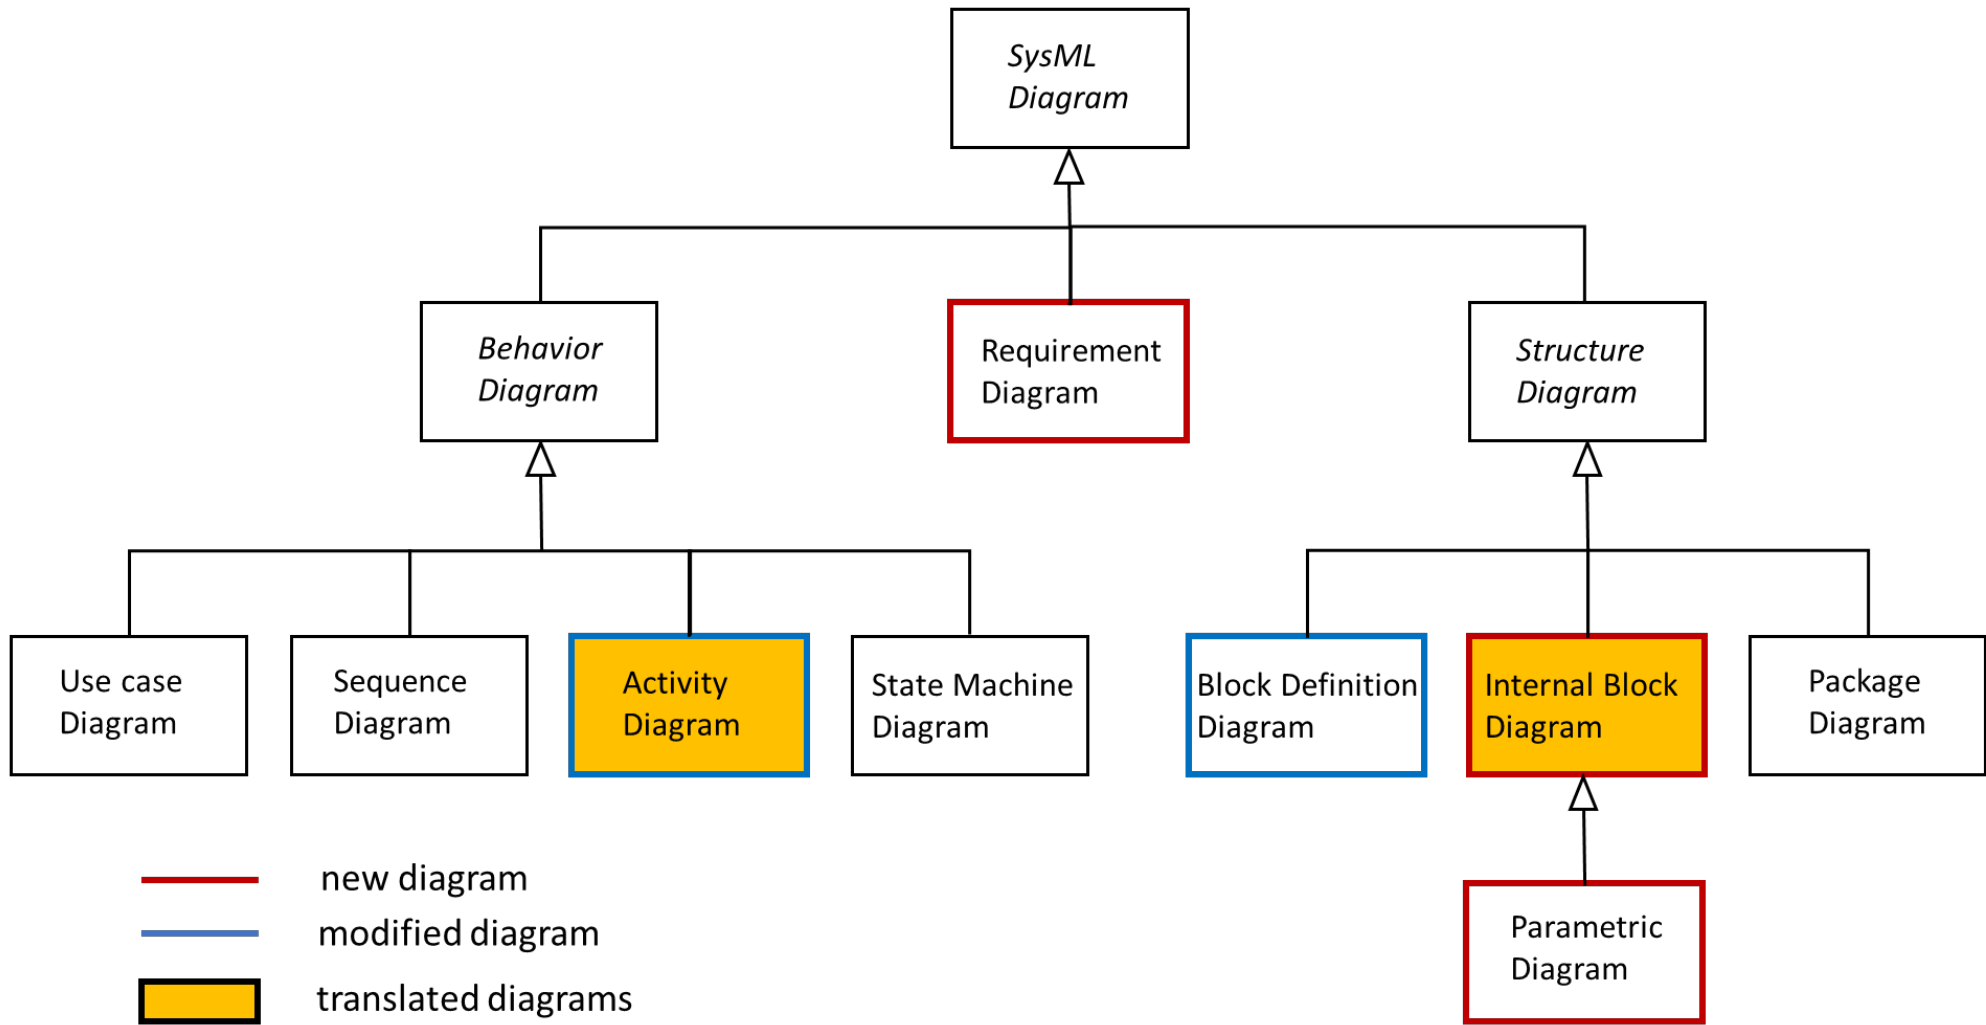 SysML
Diagram
Behavior
Diagram
Requirement
Diagram
Structure
Diagram
Use case
Diagram
Sequence
Diagram
Activity
Diagram
State Machine
Diagram
Block Definition
Diagram
Internal Block
Diagram
Package
Diagram
Parametric
Diagram
new diagram
modified diagram
translated diagrams